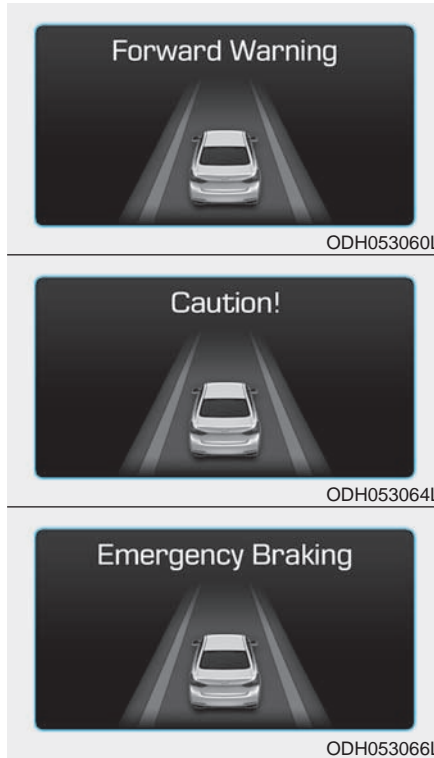 Forward Warning
ODH053060L
Caution!
ODH053064L
Emergency Braking
ODH053066L